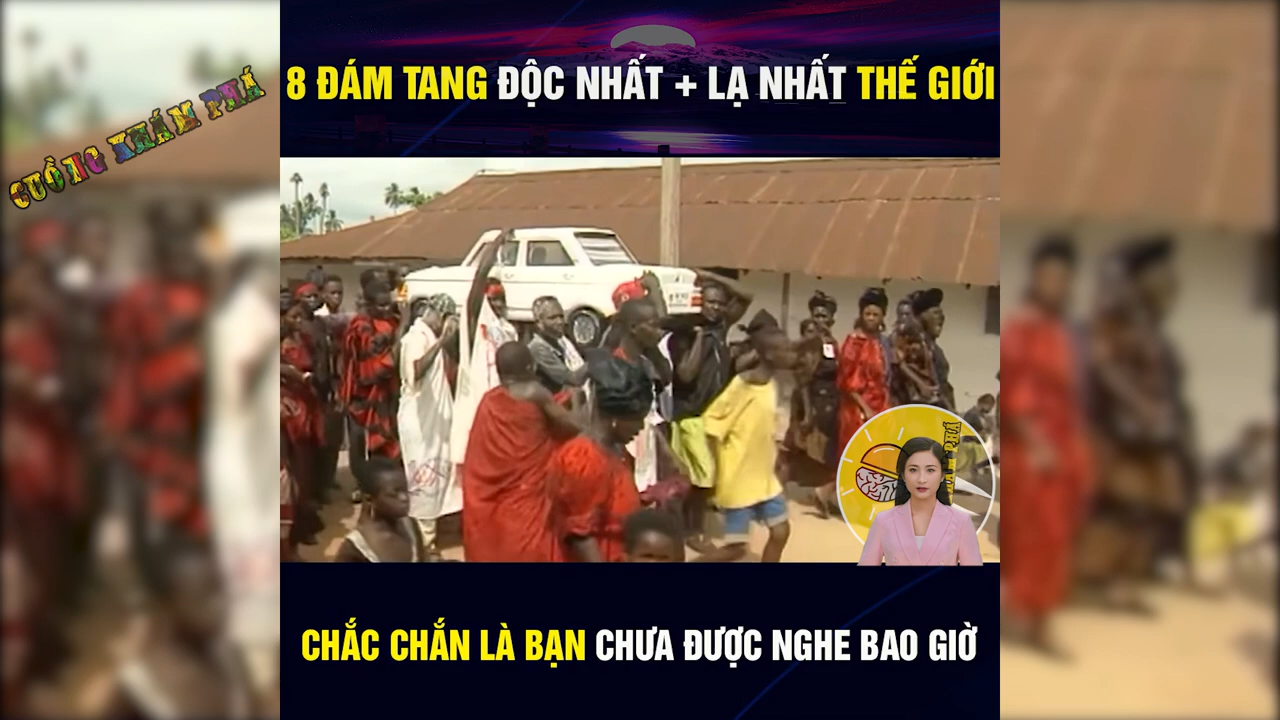 8 ĐÁM TANG ĐỘC NHẤT + LẠ NHẤT THẾ GIỚI
CUỒNG KHÁM PHÁ
CHẮC CHẮN LÀ BẠN CHƯA ĐƯỢC NGHE BAO GIỜ